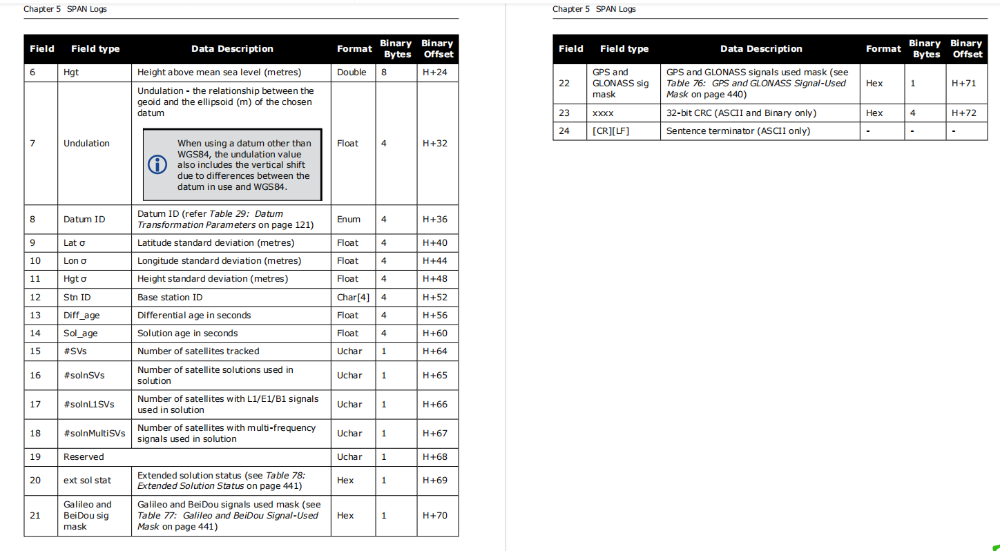 Chapter 5 SPAN Logs
Field Field type Data Description Format Binary Bytes Binary Offset
6 Hgt Height above mean sea level (metres) Double 8 H+24
Undulation - the relationship between the
geoid and the ellipsoid (m) of the chosen
datum
7 Undulation Float 4 H+32
When using a datum other than
WGS84, the undulation value
also includes the vertical shift
due to differences between the
datum in use and WGS84.
8 Datum ID Datum ID (refer Table 29: Datum
Transformation Parameters on page 121) Enum 4 H+36
9 Lat σ Latitude standard deviation (metres) Float 4 H+40
10 Lon σ Longitude standard deviation (metres) Float 4 H+44
11 Hgt σ Height standard deviation (metres) Float 4 H+48
12 Stn ID Base station ID Char[4] 4 H+52
13 Diff_age Differential age in seconds Float 4 H+56
14 Sol_age Solution age in seconds Float 4 H+60
15 #SVs Number of satellites tracked Uchar 1 H+64
16 #solnSVs Number of satellite solutions used in
solution Uchar 1 H+65
17 #solnL1SVs Number of satellites with L1/E1/B1 signals
used in solution Uchar 1 H+66
18 #solnMultiSVs Number of satellites with multi-frequency
signals used in solution Uchar 1 H+67
19 Reserved Uchar 1 H+68
20 ext sol stat Extended solution status (see Table 78:
Extended Solution Status on page 441) Hex 1 H+69
21 Galileo and
BeiDou sig
mask Galileo and BeiDou signals used mask (see
Table 77: Galileo and BeiDou Signal-Used
Mask on page 441) Hex 1 H+70
Chapter 5 SPAN Logs
Field Field type Data Description Format Binary Bytes Binary Offset
22 GPS and
GLONASS sig
mask GPS and GLONASS signals used mask (see
Table 76: GPS and GLONASS Signal-Used
Mask on page 440) Hex 1 H+71
23 xxxx 32-bit CRC (ASCII and Binary only) Hex 4 H+72
24 [CR][LF] Sentence terminator (ASCII only) - - -